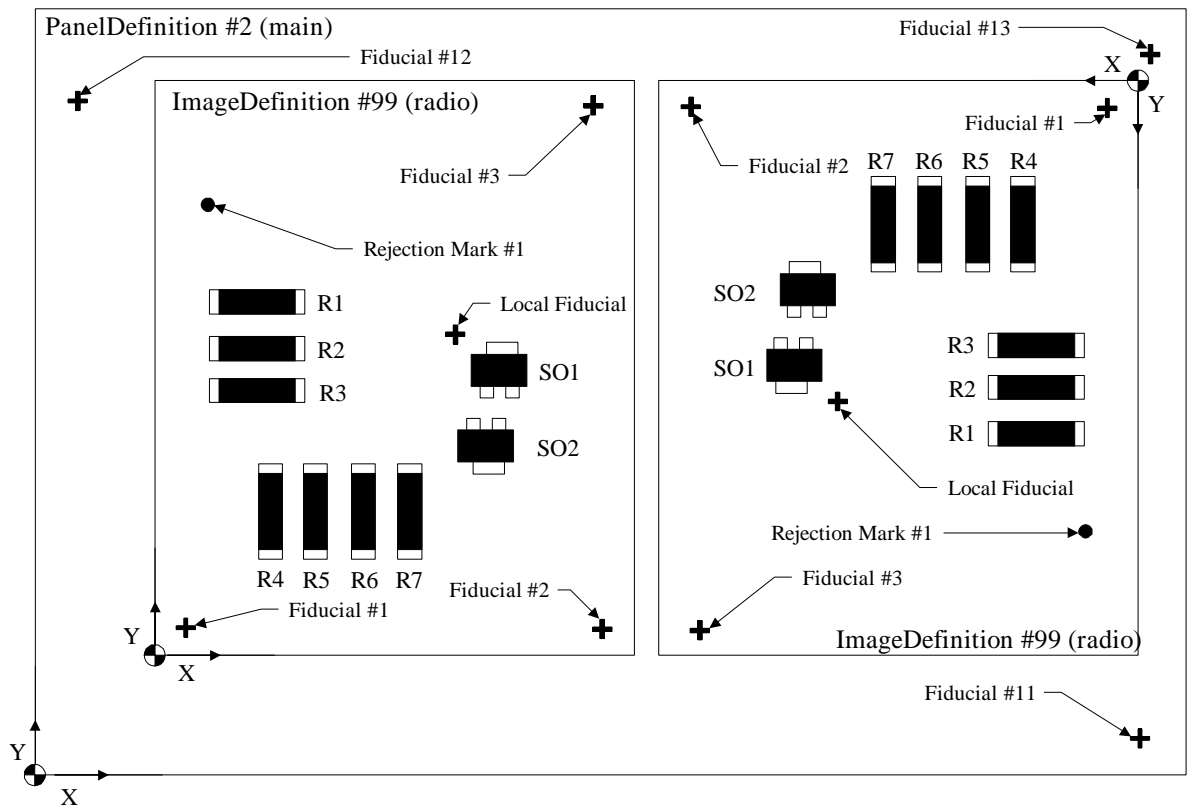 PanelDefinition #2 (main)
Fiducial #12
Fiducial #13
X
Y
ImageDefinition #99 (radio)
Fiducial #3
Rejection Mark #1
R1
R2
R3
Local Fiducial
SO1
SO2
R4 R5 R6 R7
Fiducial #1
Fiducial #2
Y
X
Fiducial #1
Fiducial #2
R7 R6 R5 R4
SO2
SO1
R3
R2
R1
Local Fiducial
Rejection Mark #1
Fiducial #3
ImageDefinition #99 (radio)
Fiducial #11
Y
X